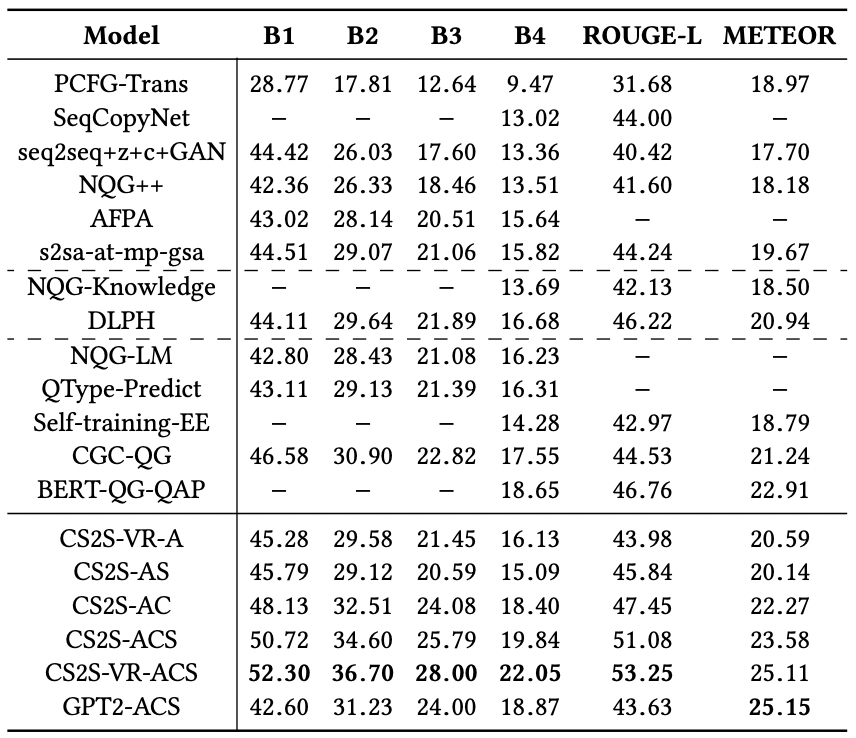 Model B1 B2 B3 B4 ROUGE-L METEOR
PCFG-Trans 28.77 17.81 12.64 9.47 31.68 18.97
SeqCopyNet – – – 13.02 44.00 –
seq2seq+z+c+GAN 44.42 26.03 17.60 13.36 40.42 17.70
NQG++ 42.36 26.33 18.46 13.51 41.60 18.18
AFPA 43.02 28.14 20.51 15.64 – –
s2sa-at-mp-gsa 44.51 29.07 21.06 15.82 44.24 19.67
NQG-Knowledge – – – 13.69 42.13 18.50
DLPH 44.11 29.64 21.89 16.68 46.22 20.94
NQG-LM 42.80 28.43 21.08 16.23 – –
QType-Predict 43.11 29.13 21.39 16.31 – –
Self-training-EE – – – 14.28 42.97 18.79
CGC-QG 46.58 30.90 22.82 17.55 44.53 21.24
BERT-QG-QAP – – – 18.65 46.76 22.91
CS2S-VR-A 45.28 29.58 21.45 16.13 43.98 20.59
CS2S-AS 45.79 29.12 20.59 15.09 45.84 20.14
CS2S-AC 48.13 32.51 24.08 18.40 47.45 22.27
CS2S-ACS 50.72 34.60 25.79 19.84 51.08 23.58
CS2S-VR-ACS 52.30 36.70 28.00 22.05 53.25 25.11
GPT2-ACS 42.60 31.23 24.00 18.87 43.63 25.15